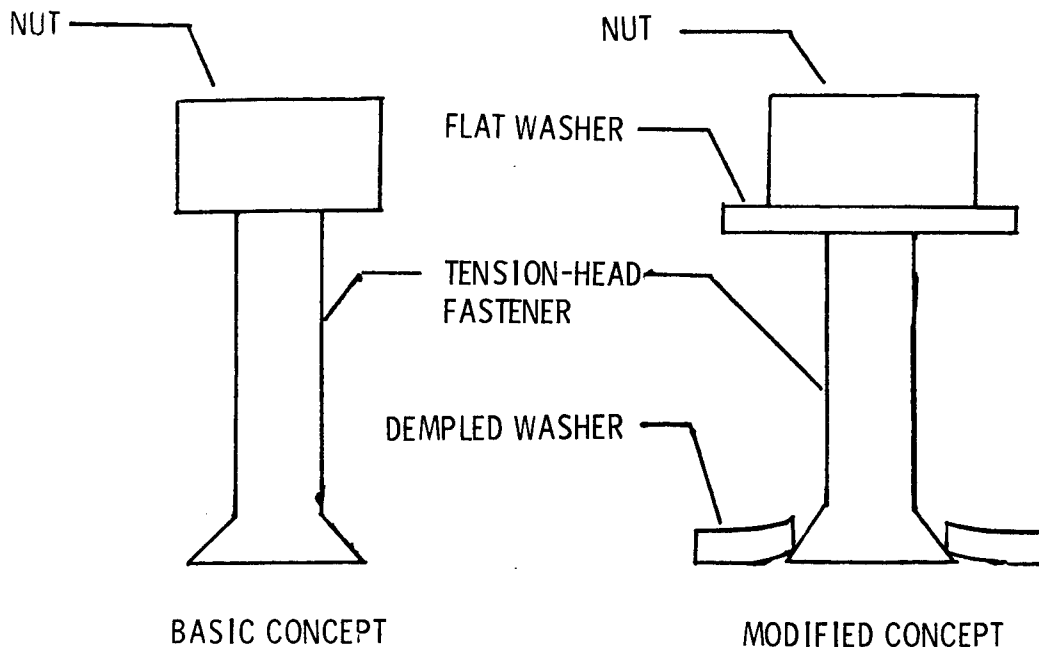 NUT
NUT
FLAT WASHER
TENSION-HEAD
FASTENER
DEMPLED WASHER
BASIC CONCEPT
MODIFIED CONCEPT